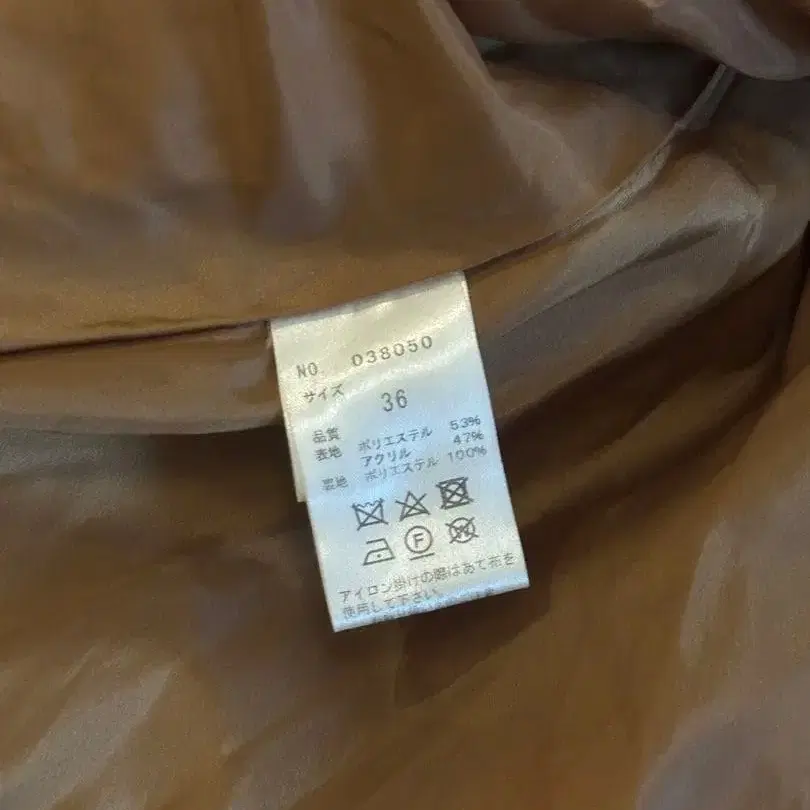 NO. 038050
サイズ
36
品質
表地 ポリエステル 53%
アクリル 47%
裏地 ポリエステル 100%
F
W
アイロン掛けの際はあて布を
使用して下さい。